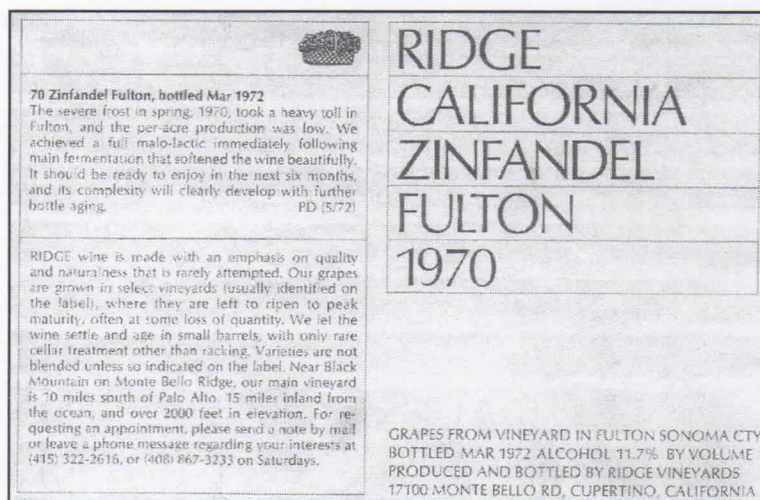 70 Zinfandel Fulton, bottled Mar 1972
The severe frost in spring, 1970, took a heavy toll in
Fulton, and the per-acre production was low. We
achieved a full malo-lactic immediately following
main fermentation that softened the wine beautifully.
It should be ready to enjoy in the next six months,
and its complexity will clearly develop with further
bottle aging. PD (5/72)
RIDGE wine is made with an emphasis on quality
and naturalness that is rarely attempted. Our grapes
are grown in select vineyards (usually identified on
the label), where they are left to ripen to peak
maturity, often at some loss of quantity. We let the
wine settle and age in small barrels, with only rare
cellar treatment other than racking. Varieties are not
blended unless so indicated on the label. Near Black
Mountain on Monte Bello Ridge, our main vineyard
is 10 miles south of Palo Alto, 15 miles inland from
the ocean, and over 2000 feet in elevation. For re-
questing an appointment, please send a note by mail
or leave a phone message regarding your interests at
(415) 322-2616, or (408) 867-3233 on Saturdays.
RIDGE
CALIFORNIA
ZINFANDEL
FULTON
1970
GRAPES FROM VINEYARD IN FULTON SONOMA CTY
BOTTLED MAR 1972 ALCOHOL 11.7% BY VOLUME
PRODUCED AND BOTTLED BY RIDGE VINEYARDS
17100 MONTE BELLO RD, CUPERTINO, CALIFORNIA